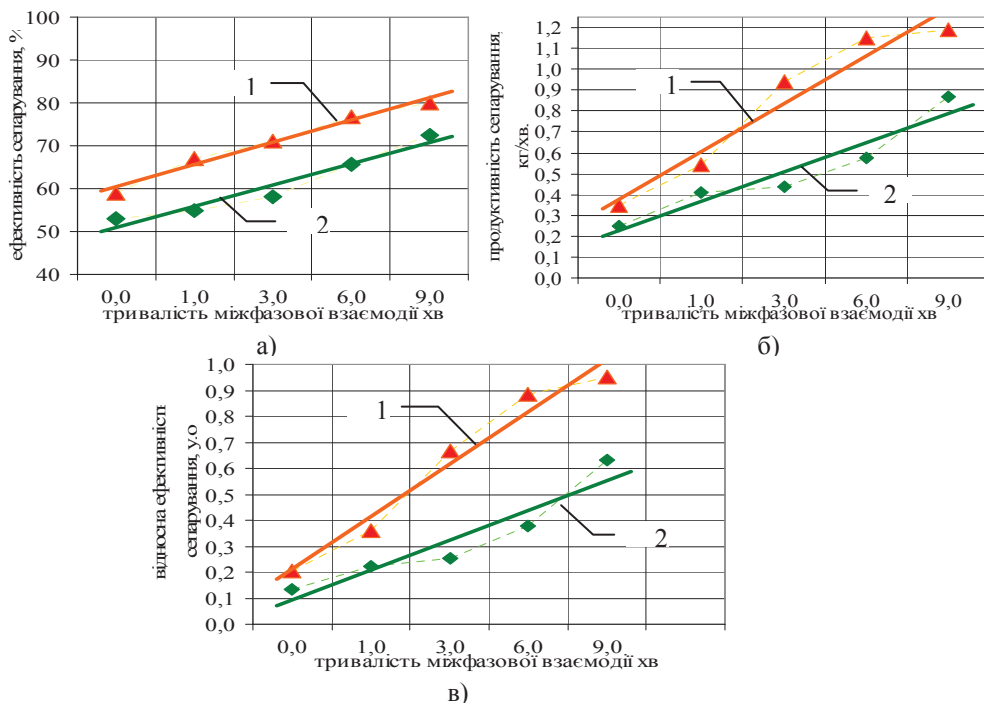 ефективність сепарування, %
100
90
80
70
60
50
40
1
2
0,0 1,0 3,0 6,0 9,0
тривалість міжфазової взаємодії хв
а)
продуктивність сепарування,
кг/хв.
1,2
1,1
1,0
0,9
0,8
0,7
0,6
0,5
0,4
0,3
0,2
0,1
0,0
1
2
0,0 1,0 3,0 6,0 9,0
тривалість міжфазової взаємодії хв
б)
відносна ефективніст
сепарування, у.о
1,0
0,9
0,8
0,7
0,6
0,5
0,4
0,3
0,2
0,1
0,0
1
2
0,0 1,0 3,0 6,0 9,0
тривалість міжфазової взаємодії хв
в)